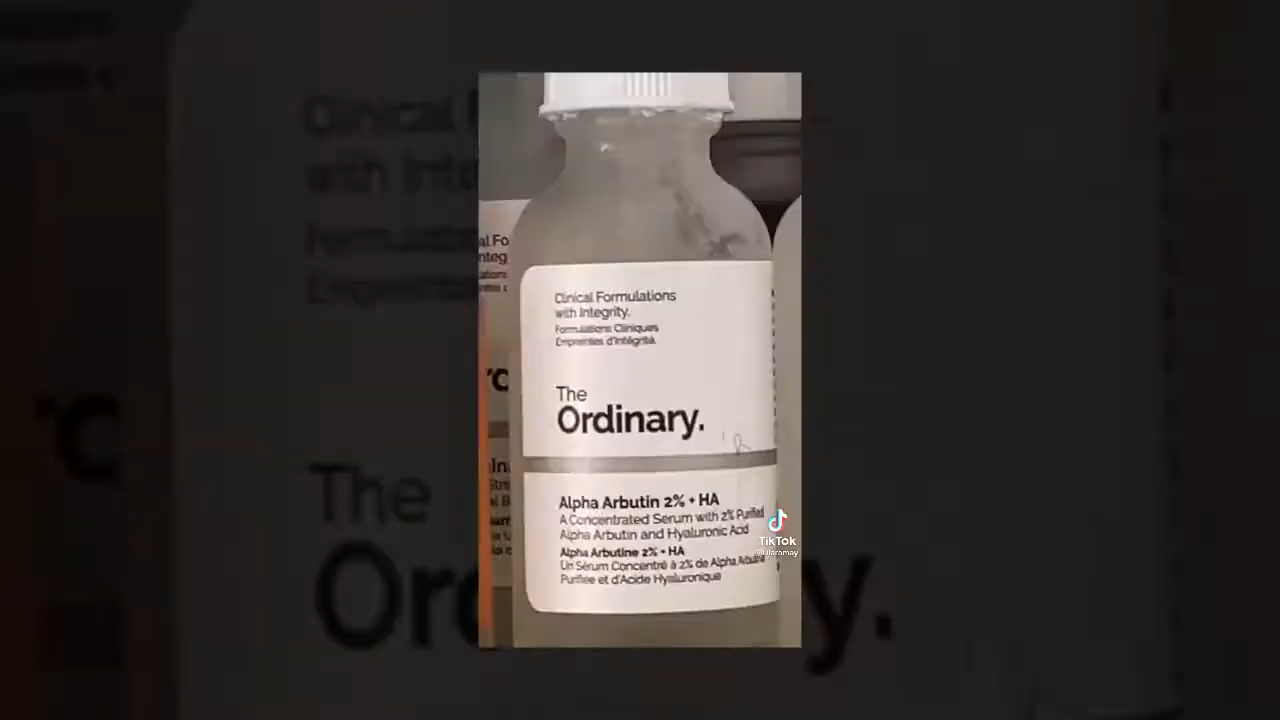 Clinical Formulations
with Integrity.
Formulations Cliniques
Empreintes d'Intégrité.
The
Ordinary.
Alpha Arbutin 2% + HA
A Concentrated Serum with 2% Purified
Alpha Arbutin and Hyaluronic Acid
Alpha Arbutine 2% + HA
Un Sérum Concentré à 2% de Alpha Arbutine
Purifiée et d'Acide Hyaluronique
TikTok